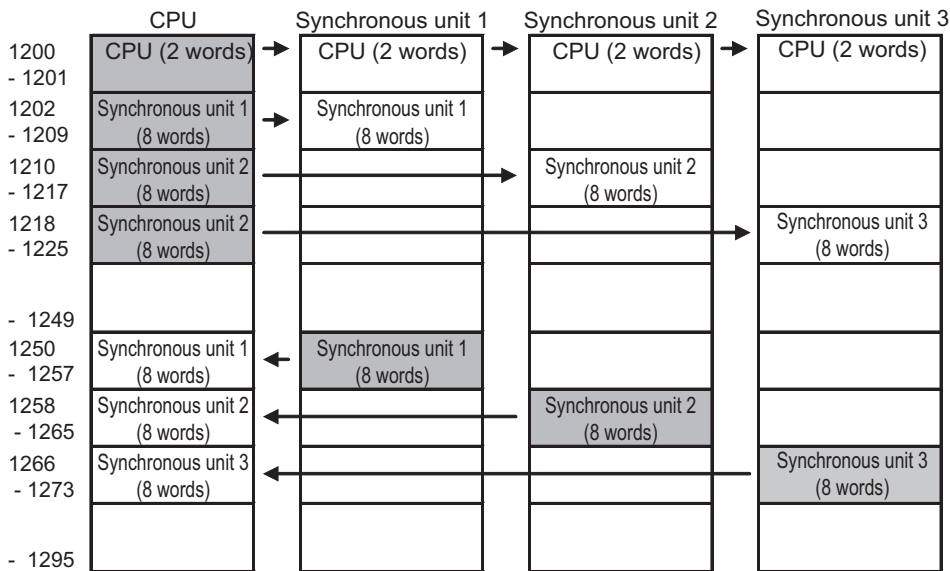 CPU Synchronous unit 1 Synchronous unit 2 Synchronous unit 3
1200 CPU (2 words) CPU (2 words) CPU (2 words) CPU (2 words)
- 1201
1202 Synchronous unit 1 Synchronous unit 1
- 1209 (8 words) (8 words)
1210 Synchronous unit 2 Synchronous unit 2
- 1217 (8 words) (8 words)
1218 Synchronous unit 2 Synchronous unit 3
- 1225 (8 words) (8 words)
- 1249
1250 Synchronous unit 1 Synchronous unit 1
- 1257 (8 words) (8 words)
1258 Synchronous unit 2 Synchronous unit 2
- 1265 (8 words) (8 words)
1266 Synchronous unit 3 Synchronous unit 3
- 1273 (8 words) (8 words)
- 1295